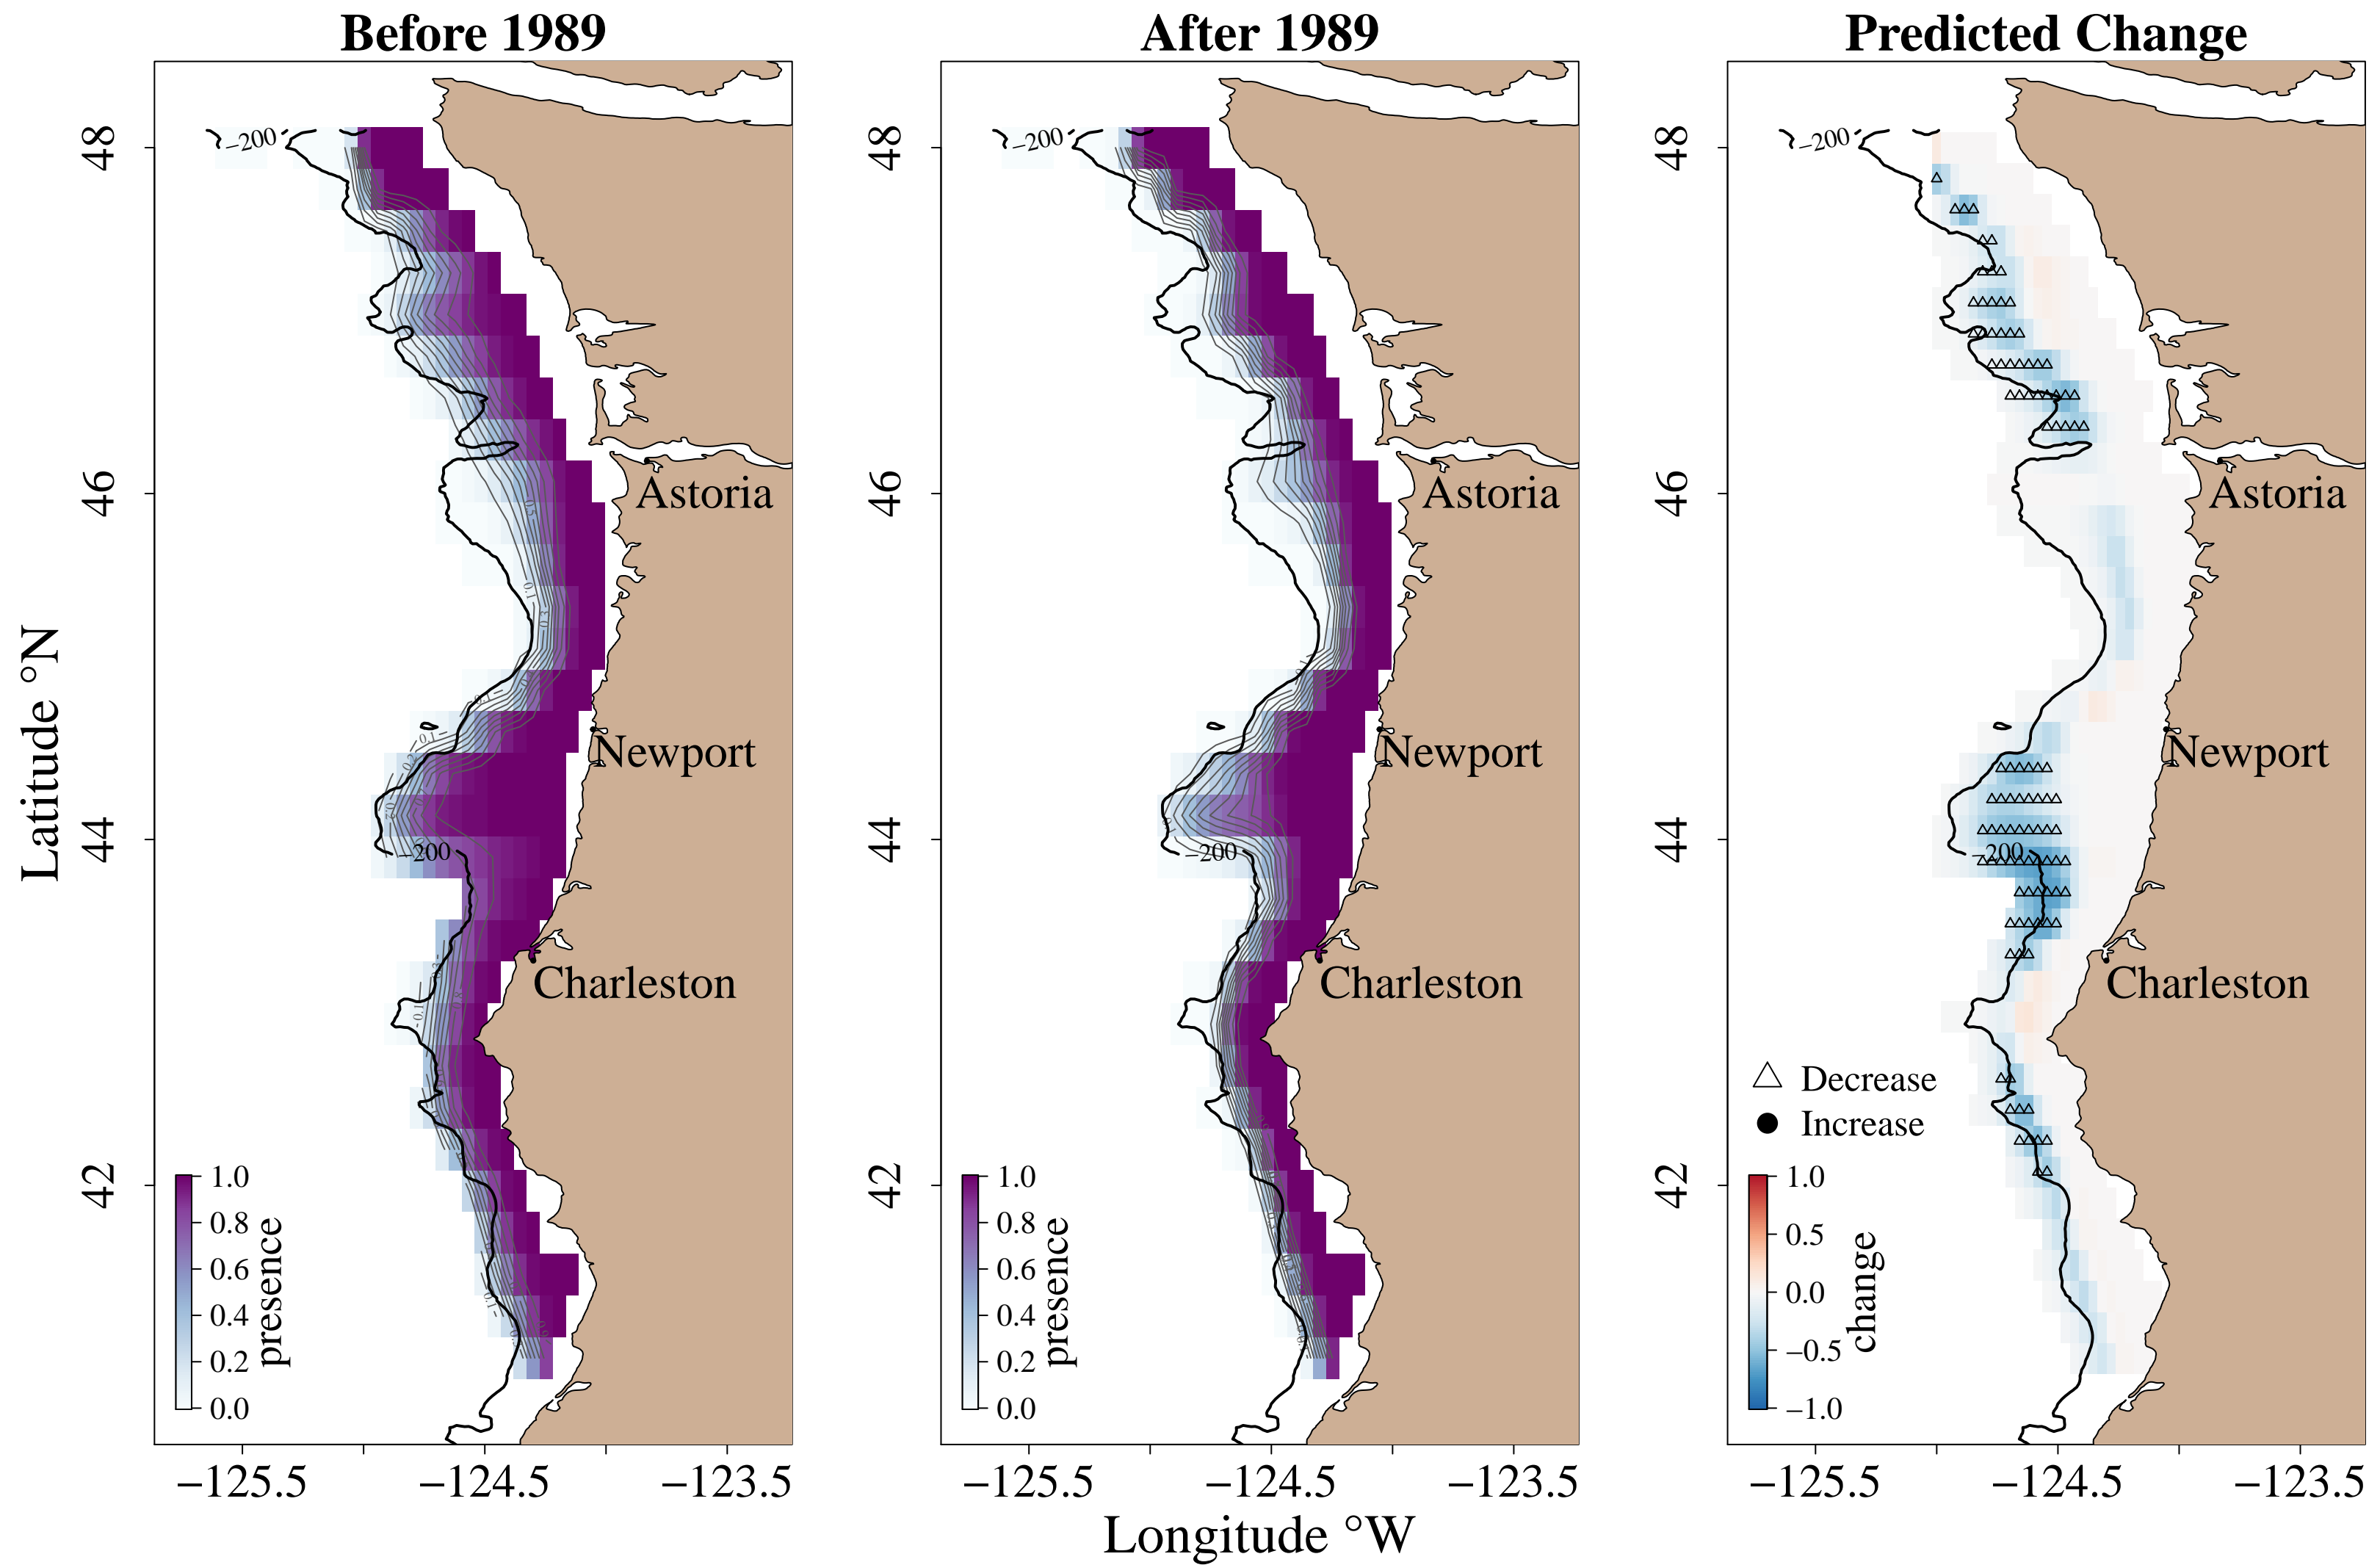 Before 1989
After 1989
Predicted Change
Latitude °N
48
46
44
42
−200
Astoria
Newport
−200
Charleston
1.0
0.8
0.6
0.4
0.2
0.0
presence
−125.5
−124.5
−123.5
48
46
44
42
−200
Astoria
Newport
−200
Charleston
1.0
0.8
0.6
0.4
0.2
0.0
presence
−125.5
−124.5
−123.5
48
46
44
42
−200
Astoria
Newport
−200
Charleston
Decrease
Increase
1.0
0.5
0.0
−0.5
−1.0
change
−125.5
−124.5
−123.5
Longitude °W